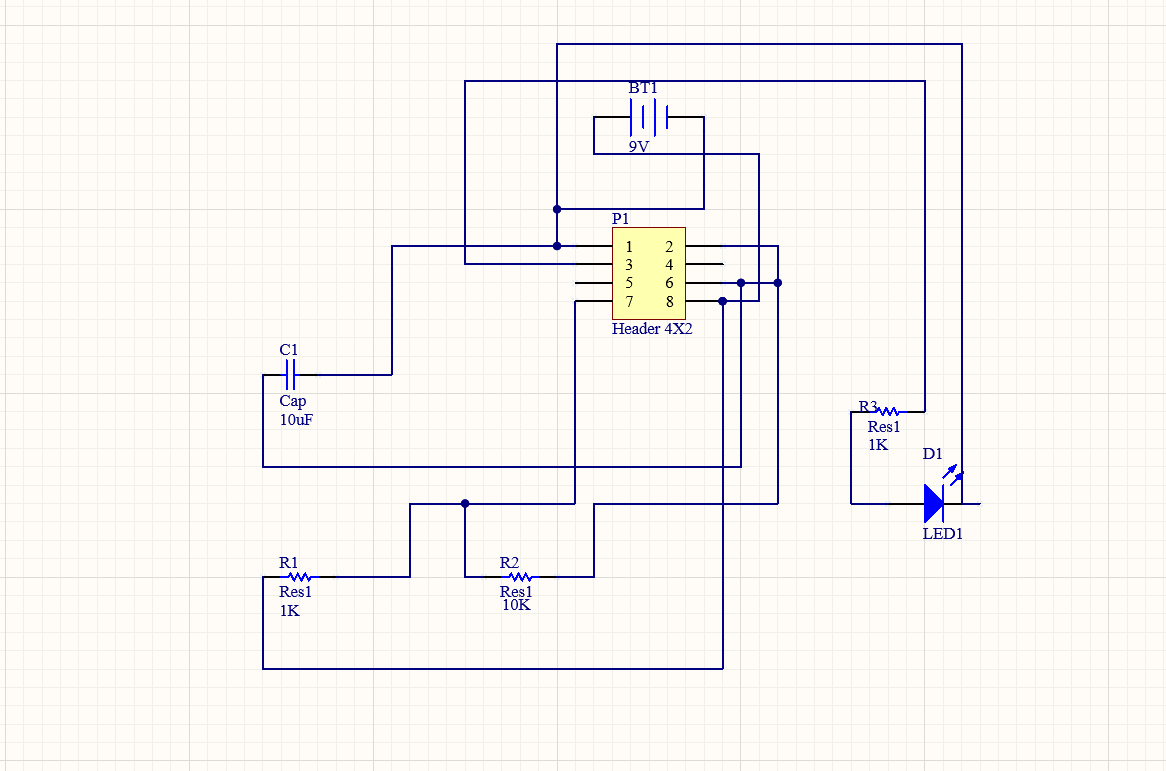 BT1
9V
P1
1 2
3 4
5 6
7 8
Header 4X2
C1
Cap
10uF
R3
Res1
1K
D1
LED1
R1
Res1
1K
R2
Res1
10K